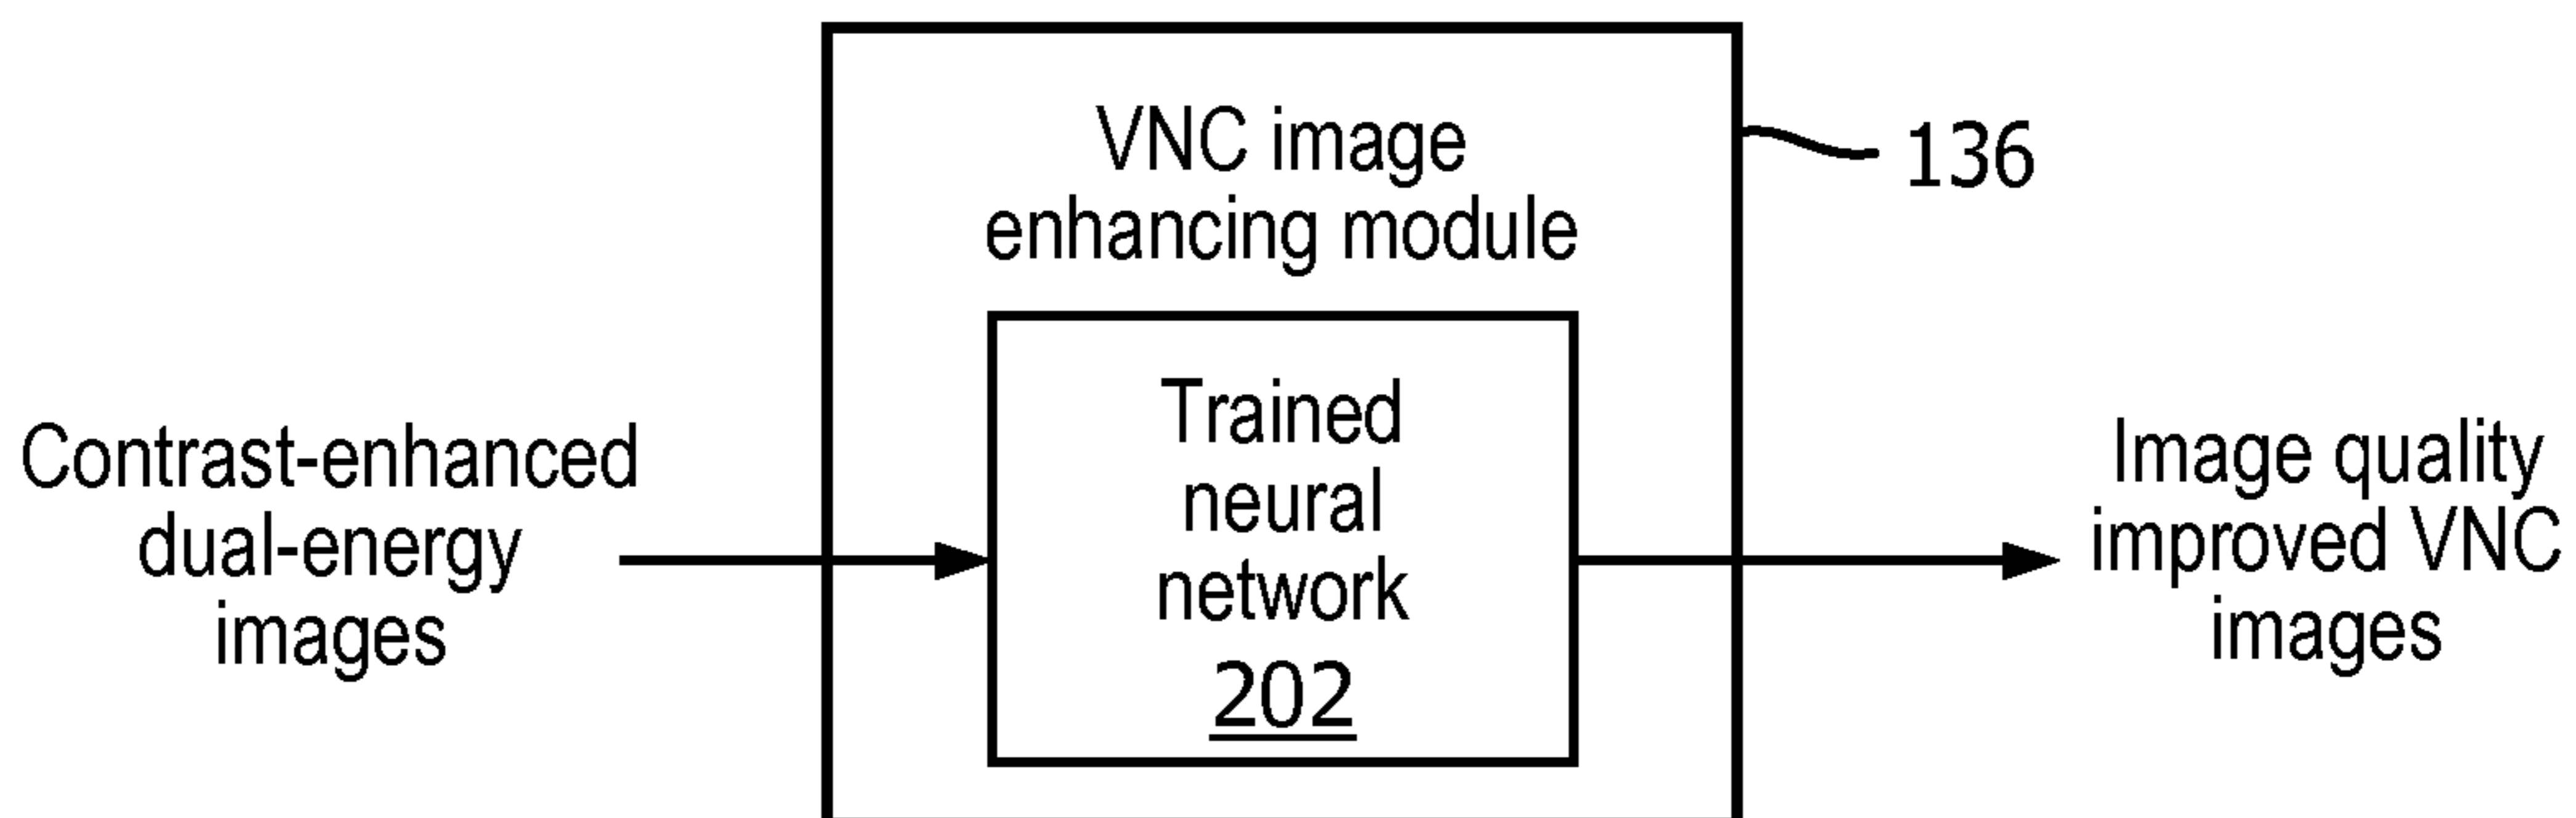 VNC image
enhancing module
136
Trained
neural
network
202
Contrast-enhanced
dual-energy
images
Image quality
improved VNC
images